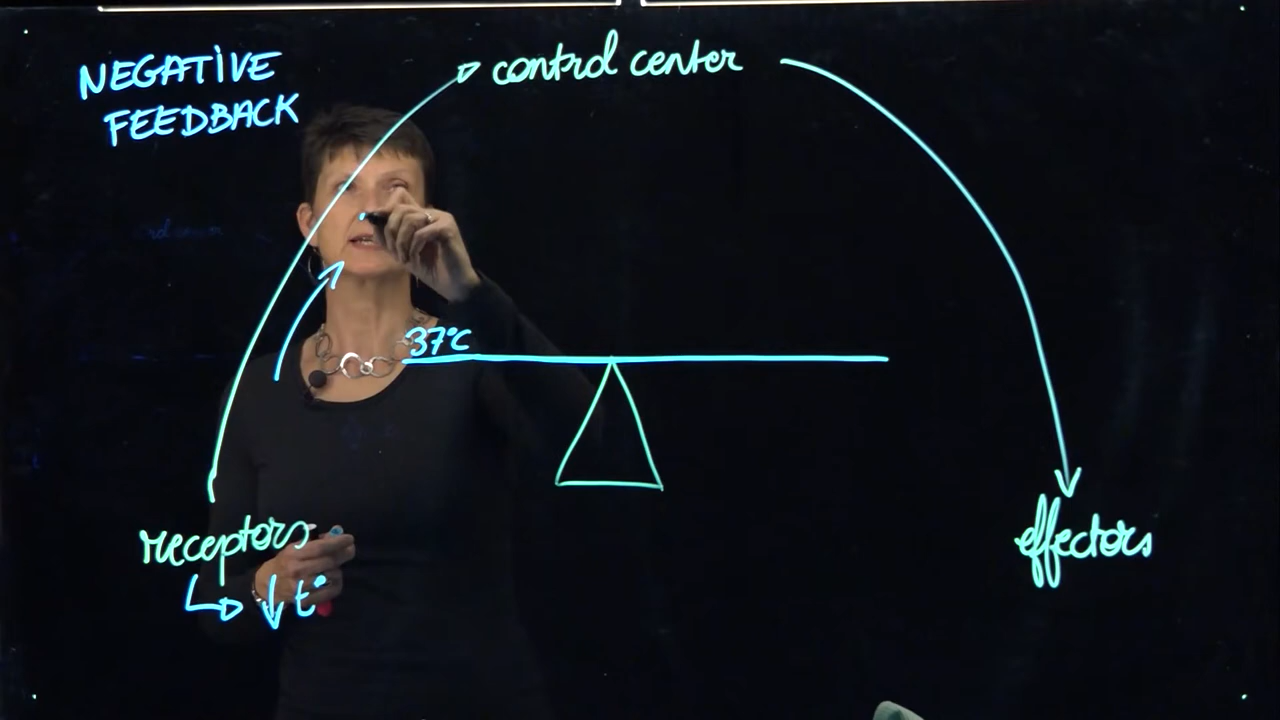 NEGATIVE
FEEDBACK
control center
37°C
receptors
↳ ↓ t°
effectors